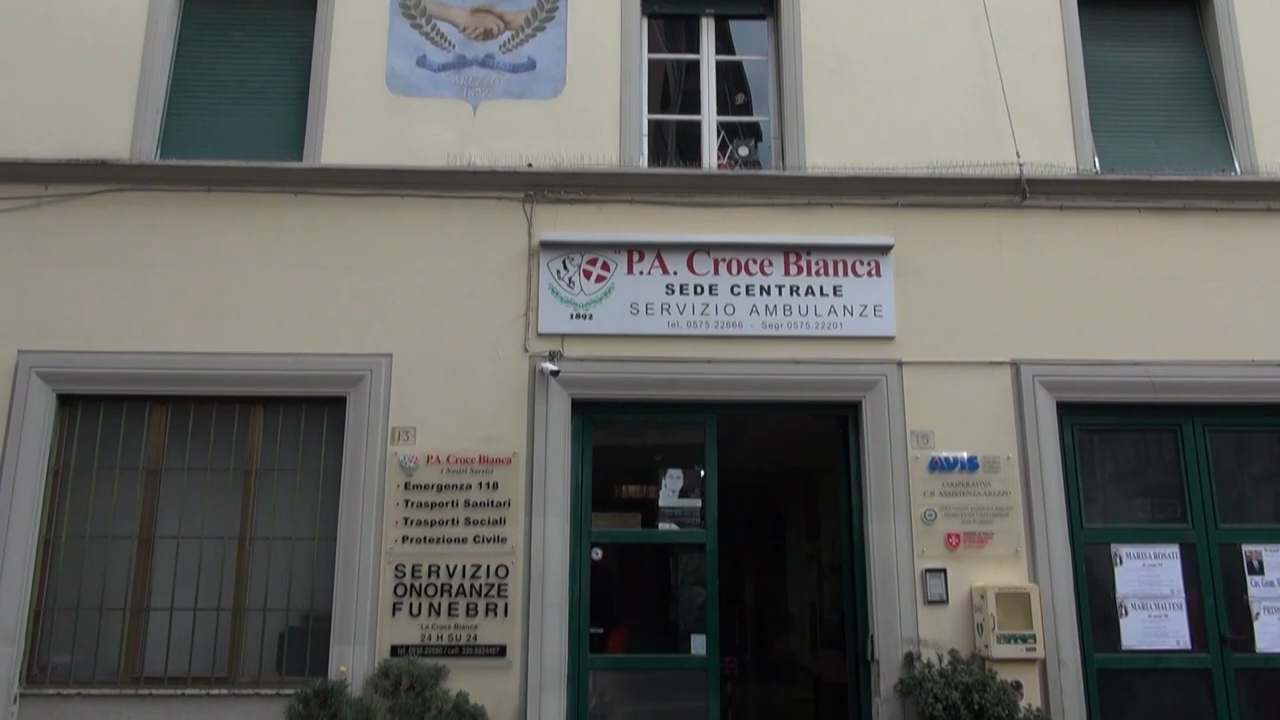 AREZZO
"P.A. Croce Bianca"
SEDE CENTRALE
SERVIZIO AMBULANZE
tel. 0575.22666 - Segr.0575.22201
1892
13
P.A. Croce Bianca
i Nostri Servizi
· Emergenza 118
· Trasporti Sanitari
· Trasporti Sociali
· Protezione Civile
SERVIZIO
ONORANZE
FUNEBRI
"La Croce Bianca"
24 H SU 24
15
AVIS
COOPERATIVA
C.B. ASSISTENZA AREZZO
MARISA ROSATI
MARIA MALTESE